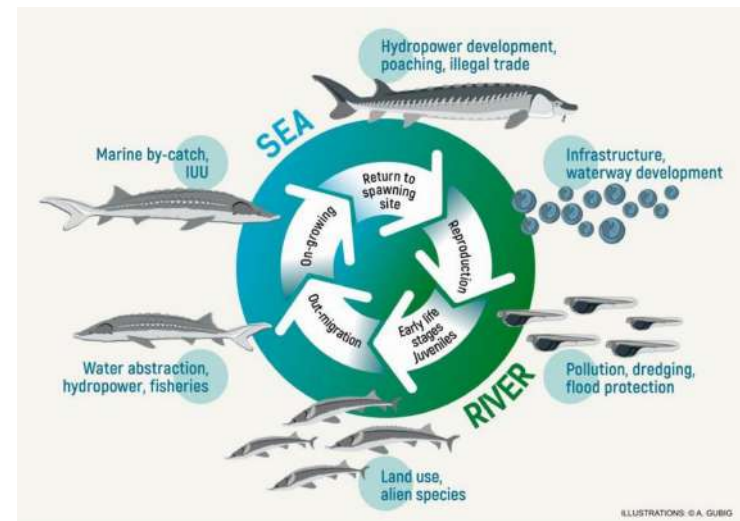 Hydropower development,
poaching, illegal trade
SEA
Marine by-catch,
IUU
Infrastructure,
waterway development
Return to
spawning
site
On-growing
Reproduction
Out-migration
Early life
stages
Juveniles
Water abstraction,
hydropower, fisheries
Pollution, dredging,
flood protection
RIVER
Land use,
alien species
ILLUSTRATIONS: © A. GUBIG